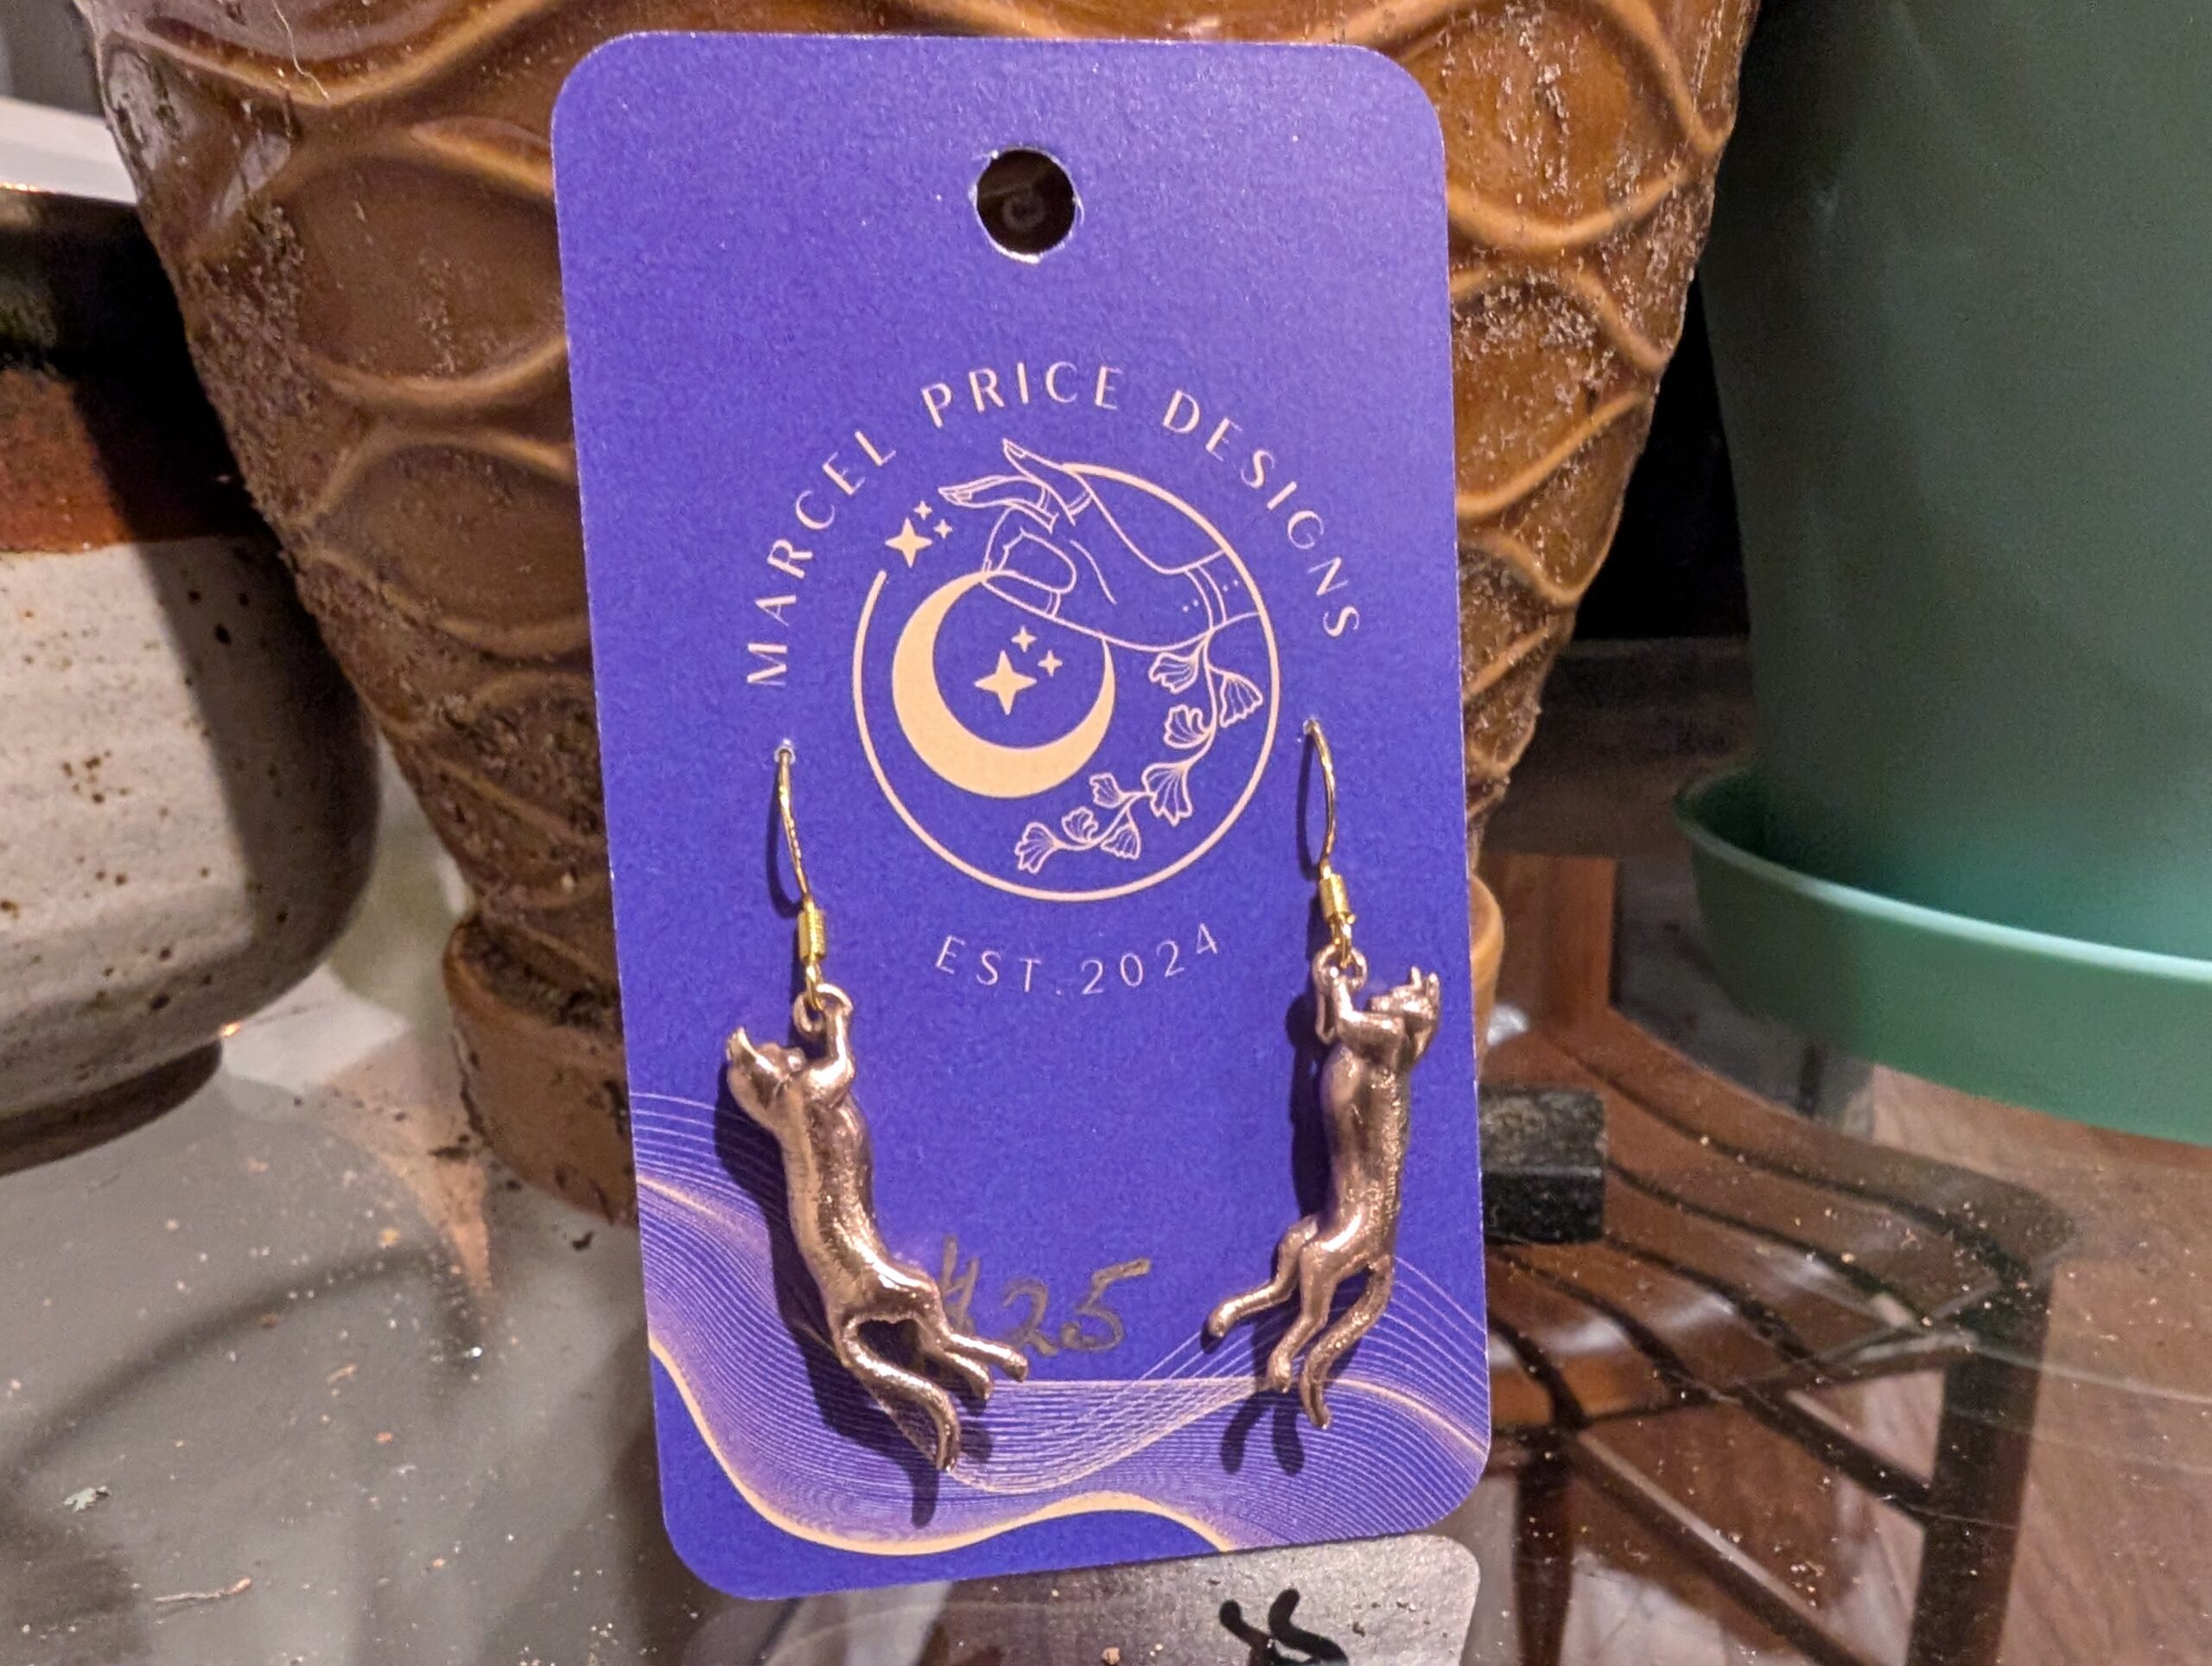 MARCEL PRICE DESIGNS
EST. 2024
$25